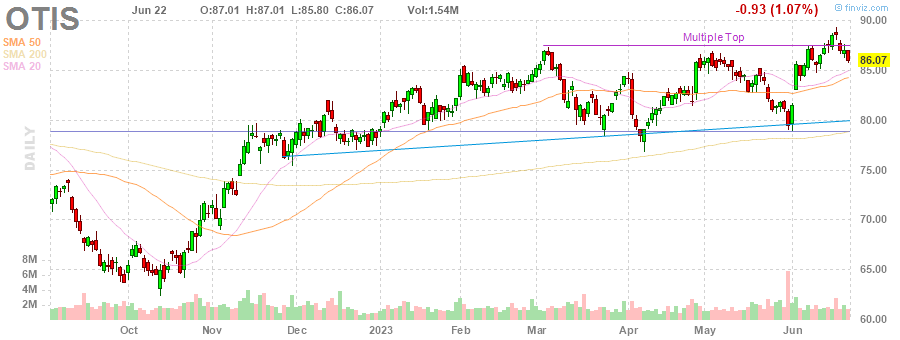 OTIS
Jun 22 O:87.01 H:87.01 L:85.80 C:86.07 Vol:1.54M -0.93 (1.07%) © finviz.com
SMA 50
SMA 200
SMA 20
Multiple Top
DAILY
90.00
86.07
85.00
80.00
75.00
70.00
65.00
60.00
8M
6M
4M
2M
Oct Nov Dec 2023 Feb Mar Apr May Jun